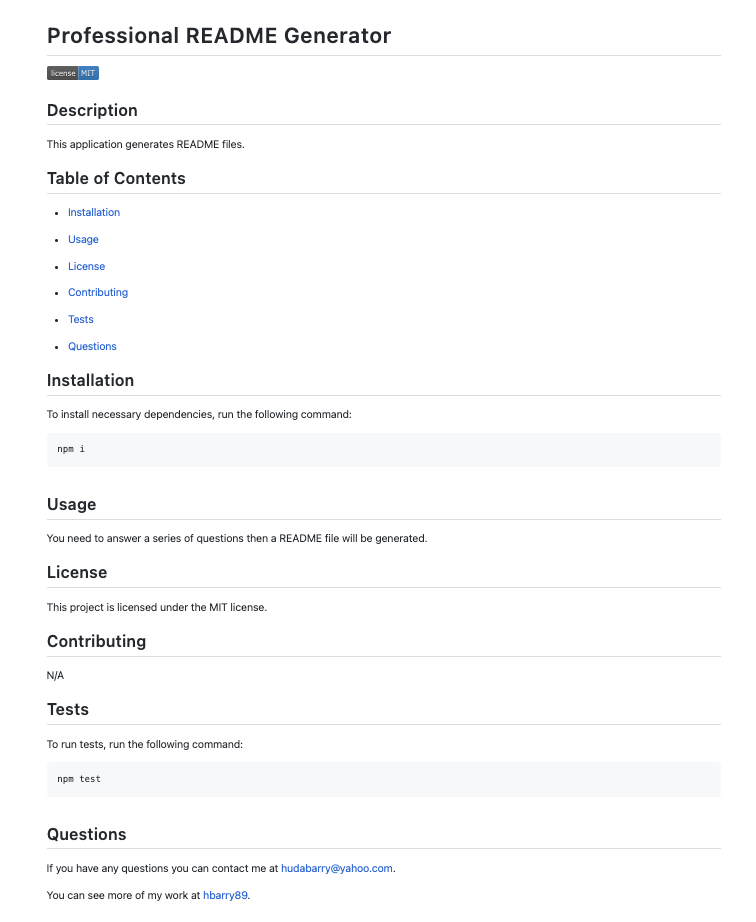 Professional README Generator
license MIT
Description
This application generates README files.
Table of Contents
Installation
Usage
License
Contributing
Tests
Questions
Installation
To install necessary dependencies, run the following command:
npm i
Usage
You need to answer a series of questions then a README file will be generated.
License
This project is licensed under the MIT license.
Contributing
N/A
Tests
To run tests, run the following command:
npm test
Questions
If you have any questions you can contact me at hudabarry@yahoo.com.
You can see more of my work at hbarry89.